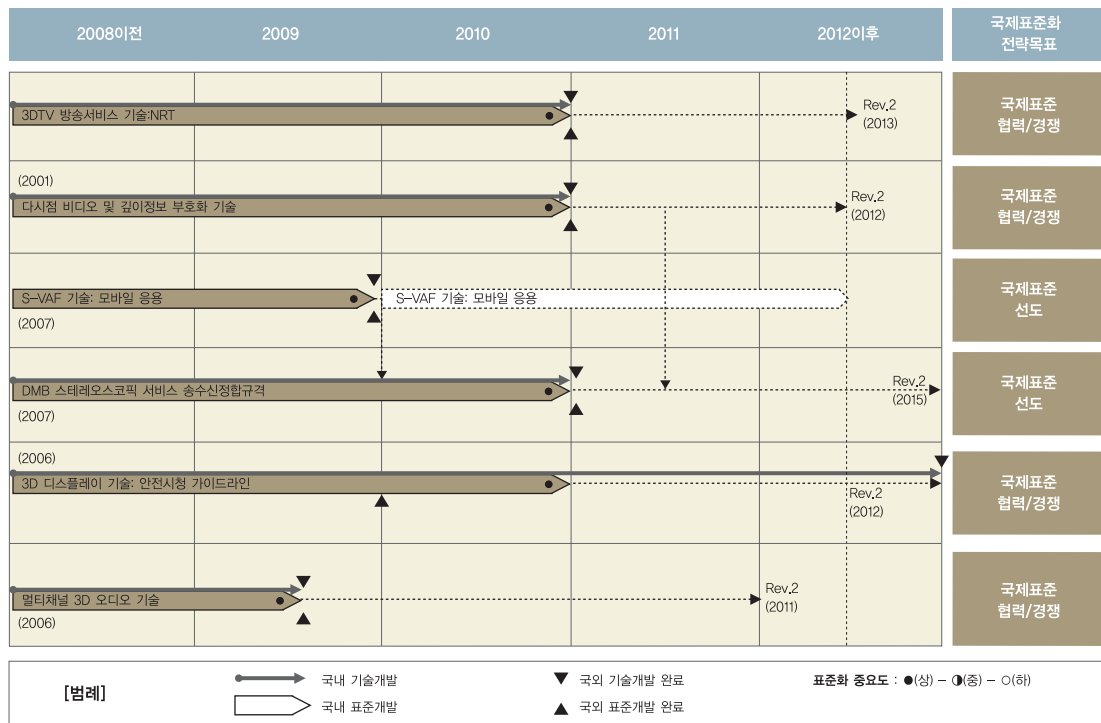 2008이전
2009
2010
2011
2012이후
국제표준화
전략목표
3DTV 방송서비스 기술:NRT
Rev.2
(2013)
국제표준
협력/경쟁
(2001)
다시점 비디오 및 깊이정보 부호화 기술
Rev.2
(2012)
국제표준
협력/경쟁
S-VAF 기술: 모바일 응용
S-VAF 기술: 모바일 응용
(2007)
국제표준
선도
DMB 스테레오스코픽 서비스 송수신정합규격
(2007)
Rev.2
(2015)
국제표준
선도
(2006)
3D 디스플레이 기술: 안전시청 가이드라인
Rev.2
(2012)
국제표준
협력/경쟁
멀티채널 3D 오디오 기술
(2006)
Rev.2
(2011)
국제표준
협력/경쟁
[범례]
국내 기술개발
국내 표준개발
국외 기술개발 완료
국외 표준개발 완료
표준화 중요도 : ●(상) – ◑(중) – ○(하)